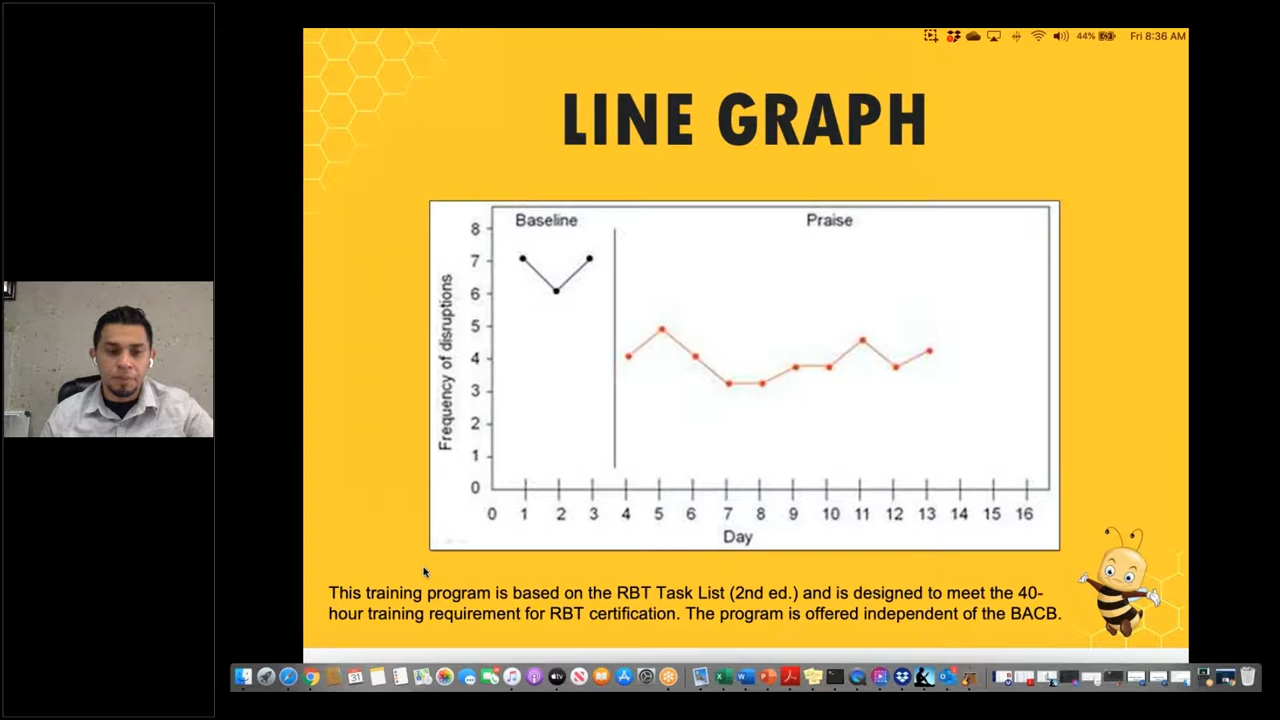 44%
Fri 8:36 AM
LINE GRAPH
Baseline
Praise
8
7
6
5
4
3
2
1
0
Frequency of disruptions
0 1 2 3 4 5 6 7 8 9 10 11 12 13 14 15 16
Day
This training program is based on the RBT Task List (2nd ed.) and is designed to meet the 40-
hour training requirement for RBT certification. The program is offered independent of the BACB.
31